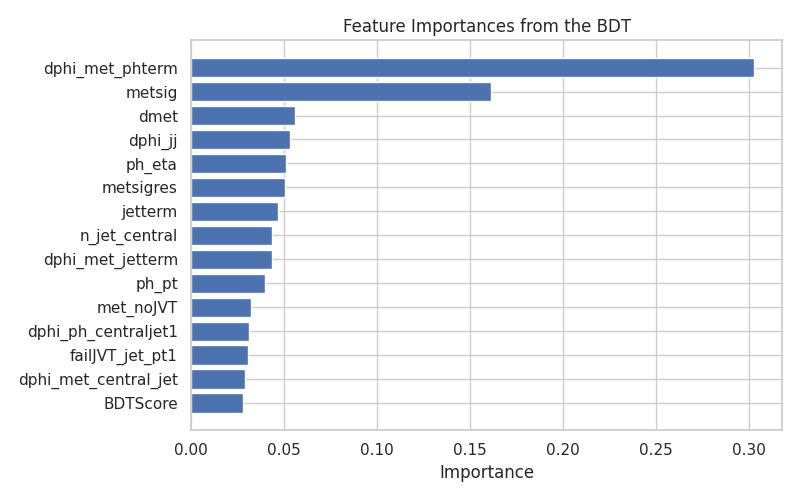 Feature Importances from the BDT
dphi_met_phterm
metsig
dmet
dphi_jj
ph_eta
metsigres
jetterm
n_jet_central
dphi_met_jetterm
ph_pt
met_noJVT
dphi_ph_centraljet1
failJVT_jet_pt1
dphi_met_central_jet
BDTScore
0.00 0.05 0.10 0.15 0.20 0.25 0.30
Importance